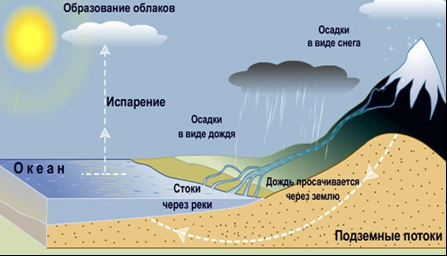 Образование облаков
Осадки
в виде снега
Испарение
Осадки
в виде дождя
Океан
Стоки
через реки
Дождь просачивается
через землю
Подземные потоки